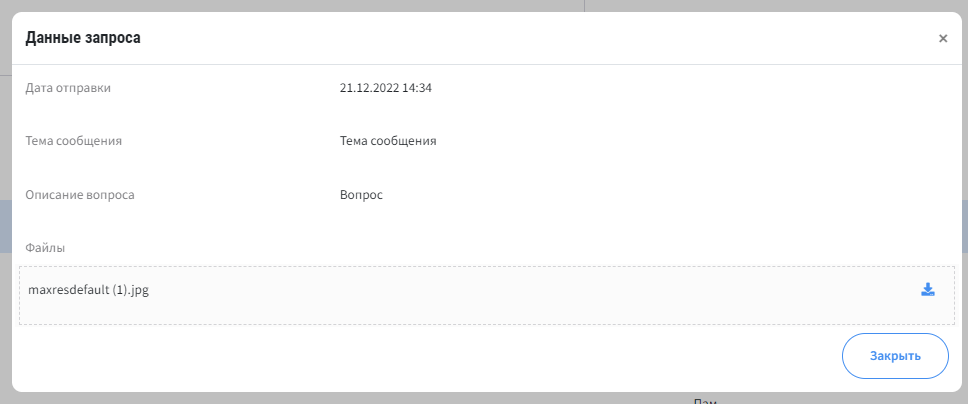 Данные запроса
×
Дата отправки 21.12.2022 14:34
Тема сообщения Тема сообщения
Описание вопроса Вопрос
Файлы
maxresdefault (1).jpg
Закрыть